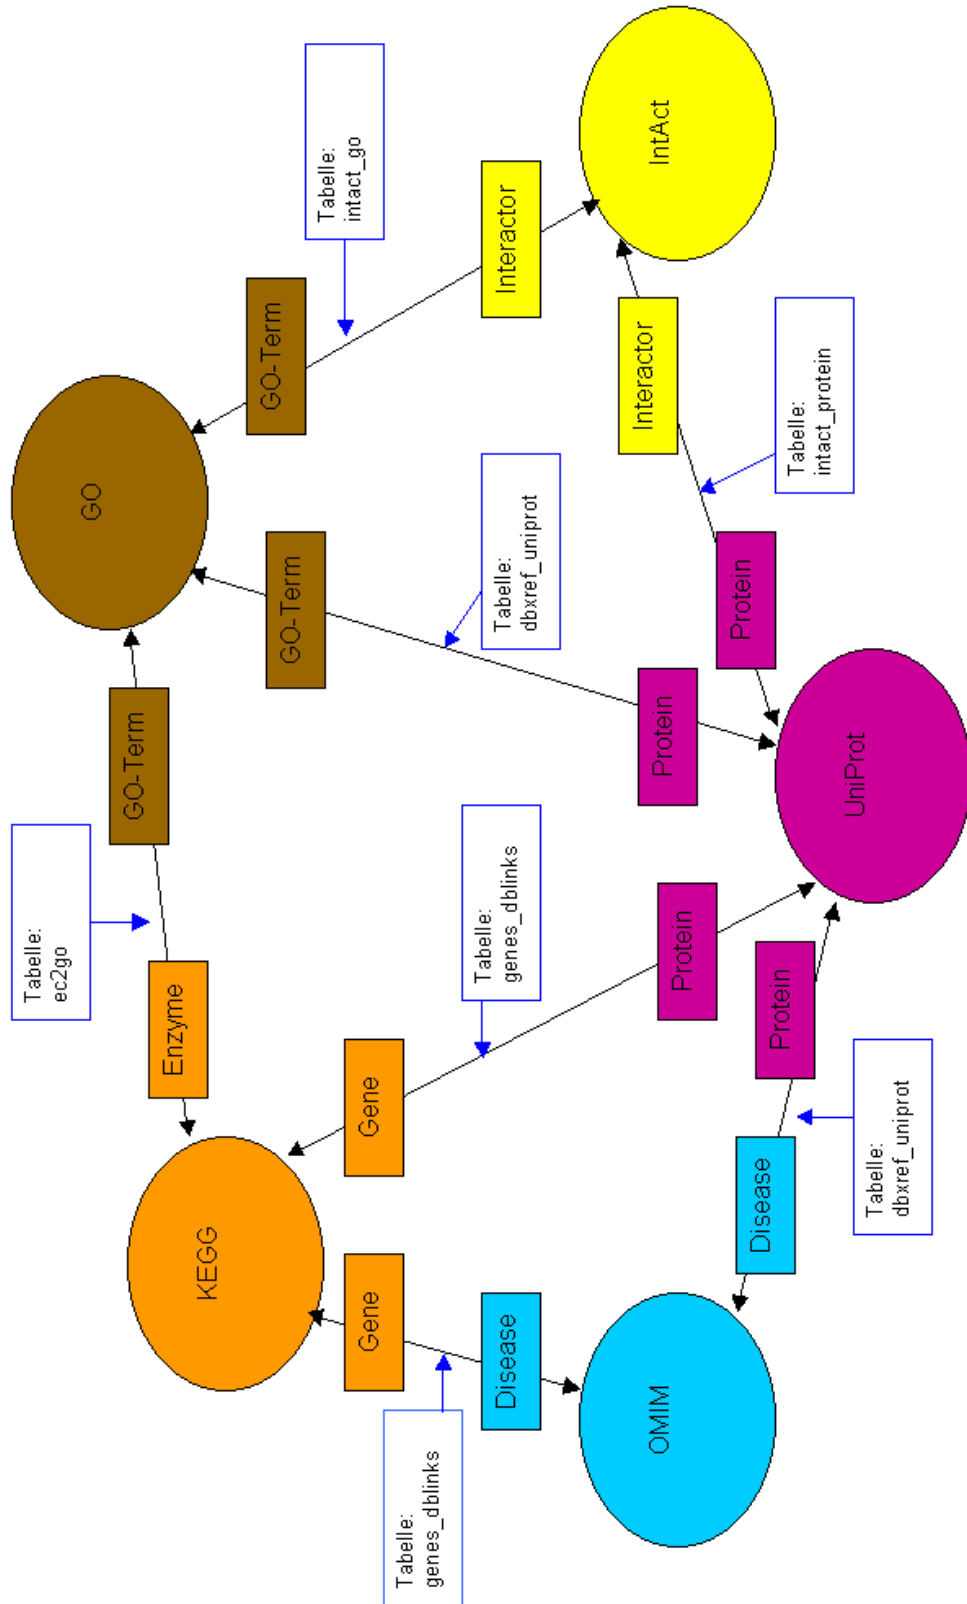 Tabelle:
genes_dblinks
KEGG
Gene
Disease
OMIM
Gene
Enzyme
Tabelle:
ec2go
GO-Term
GO
GO-Term
GO-Term
Tabelle:
intact_go
Interactor
IntAct
Interactor
Tabelle:
intact_protein
Protein
Tabelle:
dbxref_uniprot
Protein
Tabelle:
genes_dblinks
Protein
UniProt
Protein
Disease
Tabelle:
dbxref_uniprot